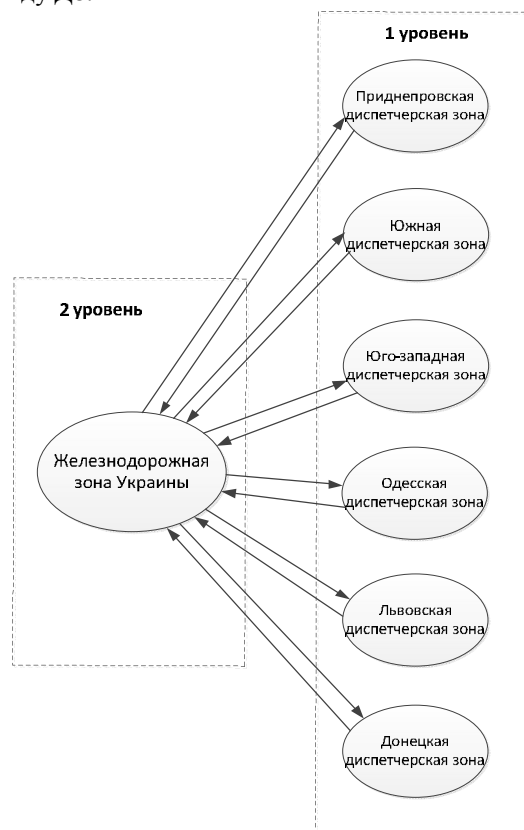 1 уровень
Приднепровская
диспетчерская зона
Южная
диспетчерская зона
2 уровень
Юго-западная
диспетчерская зона
Железнодорожная
зона Украины
Одесская
диспетчерская зона
Львовская
диспетчерская зона
Донецкая
диспетчерская зона